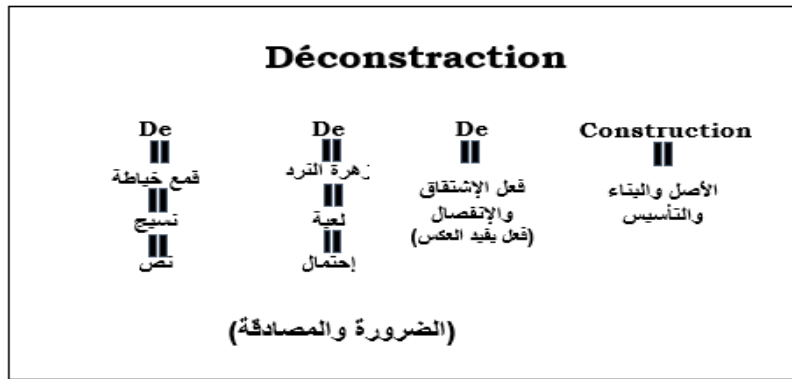 Déconstraction
De De De Construction
قمع خياطة زهرة النرد فعل الإشتقاق الأصل والبناء
نسيج لعبة والإنفصال والتأسيس
نص إحتمال (فعل يفيد العكس)
(الضرورة والمصادفة)